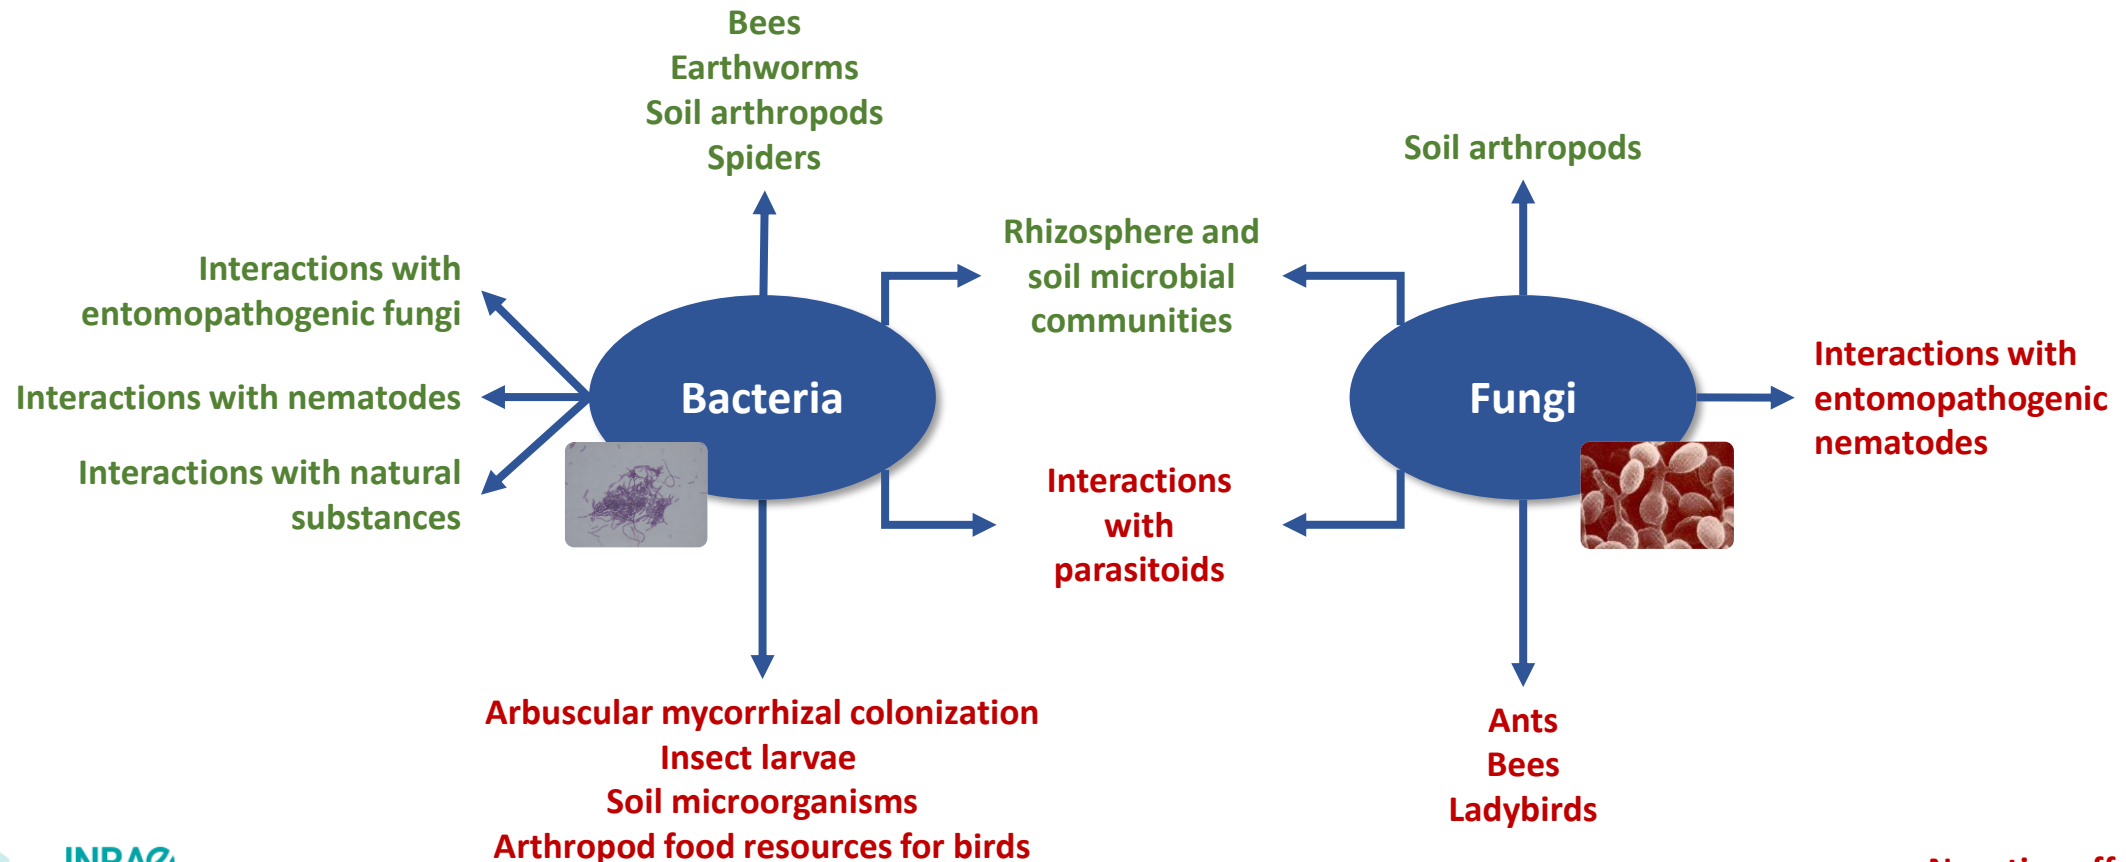 Bees
Earthworms
Soil arthropods
Spiders
Soil arthropods
Rhizosphere and
soil microbial
communities
Interactions with
entomopathogenic fungi
Interactions with nematodes
Interactions with natural
substances
Bacteria
Fungi
Interactions with
entomopathogenic
nematodes
Interactions
with
parasitoids
Arbuscular mycorrhizal colonization
Insect larvae
Soil microorganisms
Arthropod food resources for birds
Ants
Bees
Ladybirds
INRAE